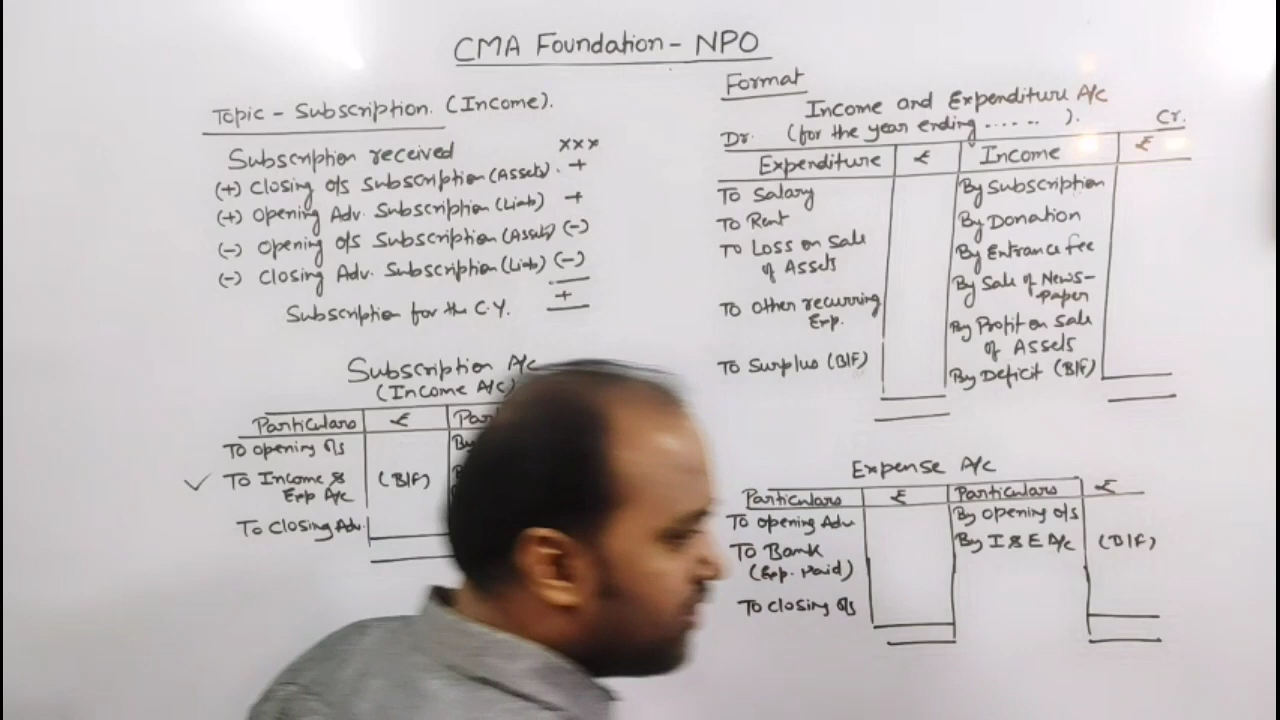 CMA Foundation - NPO
Topic - Subscription. (Income).
Subscription received xxx
(+) Closing o/s Subscription (Assets). +
(+) Opening Adv. Subscription (Liab) +
(-) Opening o/s Subscription (Assets) (-)
(-) Closing Adv. Subscription (Liab) (-)
Subscription for the C.Y. +
Subscription A/c
(Income A/c)
Particulars ₹
To opening o/s
✓ To Income & (B/F)
Exp A/c
To closing Adv.
Format
Income and Expenditure A/c
Dr. (for the year ending ...... ). Cr.
Expenditure ₹ Income ₹
To Salary By Subscription
To Rent By Donation
To Loss on Sale By Entrance fee
of Assets By Sale of News-
paper
To Other recurring By Profit on Sale
Exp. of Assets
To Surplus (B/F) By Deficit (B/F)
Expense A/c
Particulars ₹ Particulars ₹
To opening Adv By opening o/s
To Bank By I & E A/c (B/F)
(Exp. Paid)
To closing o/s